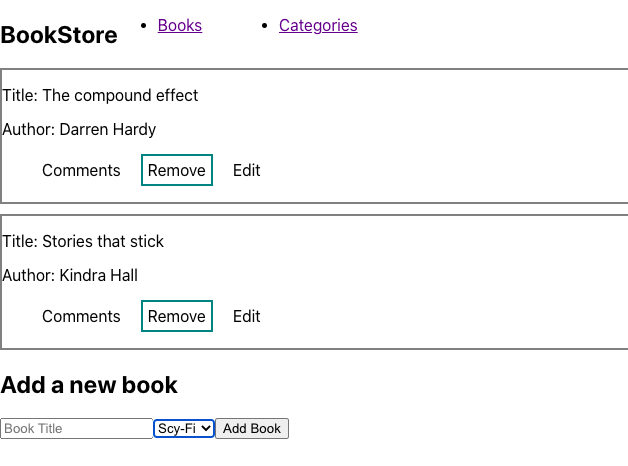 BookStore
Books
Categories
Title: The compound effect
Author: Darren Hardy
Comments Remove Edit
Title: Stories that stick
Author: Kindra Hall
Comments Remove Edit
Add a new book
Book Title Scy-Fi Add Book